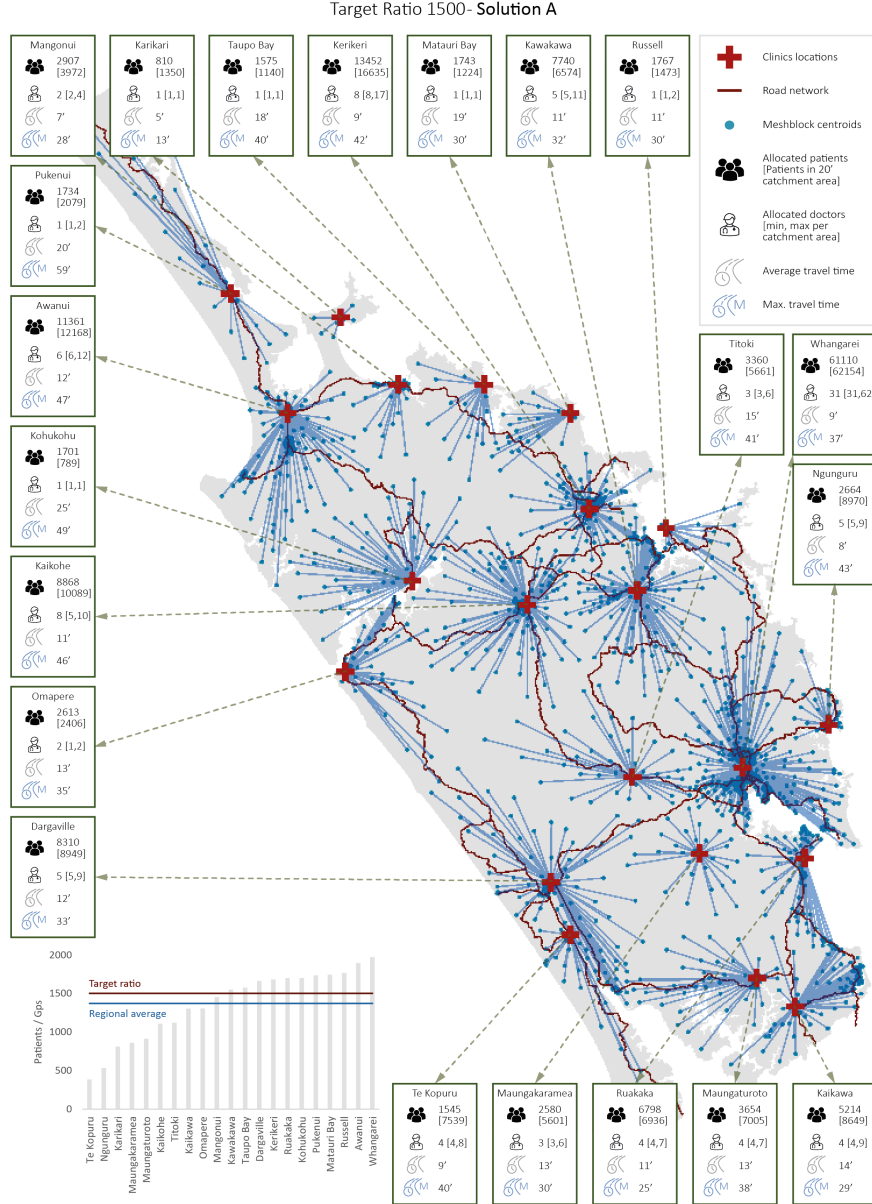 Target Ratio 1500- Solution A
Mangonui
2907
[3972]
2 [2,4]
7'
28'
Karikari
810
[1350]
1 [1,1]
5'
13'
Taupo Bay
1575
[1140]
1 [1,1]
18'
40'
Kerikeri
13452
[16635]
8 [8,17]
9'
42'
Matauri Bay
1743
[1224]
1 [1,1]
19'
30'
Kawakawa
7740
[6574]
5 [5,11]
11'
32'
Russell
1767
[1473]
1 [1,2]
11'
30'
Clinics locations
Road network
Meshblock centroids
Allocated patients
[Patients in 20'
catchment area]
Allocated doctors
[min, max per
catchment area]
Average travel time
M
Max. travel time
Pukenui
1734
[2079]
1 [1,2]
20'
59'
Awanui
11361
[12168]
6 [6,12]
12'
47'
Kohukohu
1701
[789]
1 [1,1]
25'
49'
Kaikohe
8868
[10089]
8 [5,10]
11'
46'
Omapere
2613
[2406]
2 [1,2]
13'
35'
Dargaville
8310
[8949]
5 [5,9]
12'
33'
Titoki
3360
[5661]
3 [3,6]
15'
41'
Whangarei
61110
[62154]
31 [31,62]
9'
37'
Ngunguru
2664
[8970]
5 [5,9]
8'
43'
Patients / Gps
2000
1500
1000
500
0
Target ratio
Regional average
Te Kopuru
Ngunguru
Karikari
Maungakaramea
Maungaturoto
Kaikohe
Titoki
Kaikawa
Omapere
Mangonui
Kawakawa
Taupo Bay
Dargaville
Kerikeri
Ruakaka
Kohukohu
Pukenui
Matauri Bay
Russell
Awanui
Whangarei
Te Kopuru
1545
[7539]
4 [4,8]
9'
40'
Maungakaramea
2580
[5601]
3 [3,6]
13'
30'
Ruakaka
6798
[6936]
4 [4,7]
11'
25'
Maungaturoto
3654
[7005]
4 [4,7]
13'
38'
Kaikawa
5214
[8649]
4 [4,9]
14'
29'